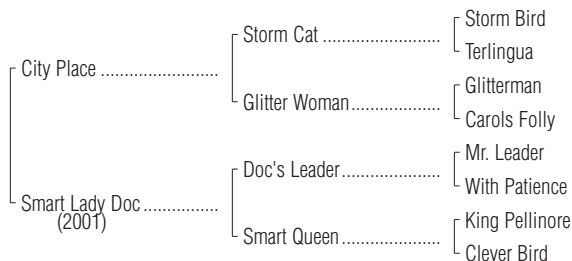 Storm Bird
Storm Cat ........................
Terlingua
City Place ........................
Glitterman
Glitter Woman..................
Carols Folly
Mr. Leader
Doc's Leader....................
With Patience
Smart Lady Doc ...............
(2001)
King Pellinore
Smart Queen ....................
Clever Bird